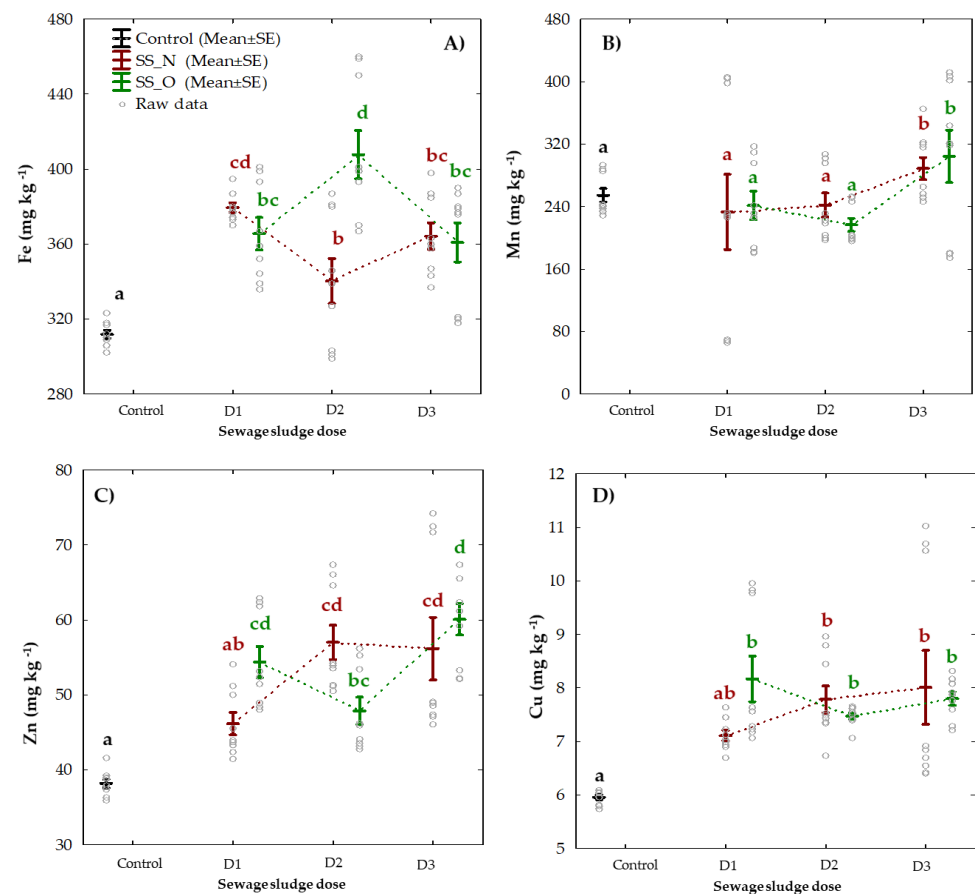 480
440
400
360
320
280
Fe (mg kg -1)
Control (Mean±SE)
SS_N (Mean±SE)
SS_O (Mean±SE)
Raw data
A)
a
cd
bc
b
d
bc
bc
Control
D1
D2
D3
Sewage sludge dose
480
400
320
240
160
80
0
Mn (mg kg -1)
B)
a
a
a
a
a
b
b
Control
D1
D2
D3
Sewage sludge dose
80
70
60
50
40
30
Zn (mg kg -1)
C)
a
ab
cd
cd
bc
cd
d
Control
D1
D2
D3
Sewage sludge dose
12
11
10
9
8
7
6
5
Cu (mg kg -1)
D)
a
ab
b
b
b
b
b
Control
D1
D2
D3
Sewage sludge dose